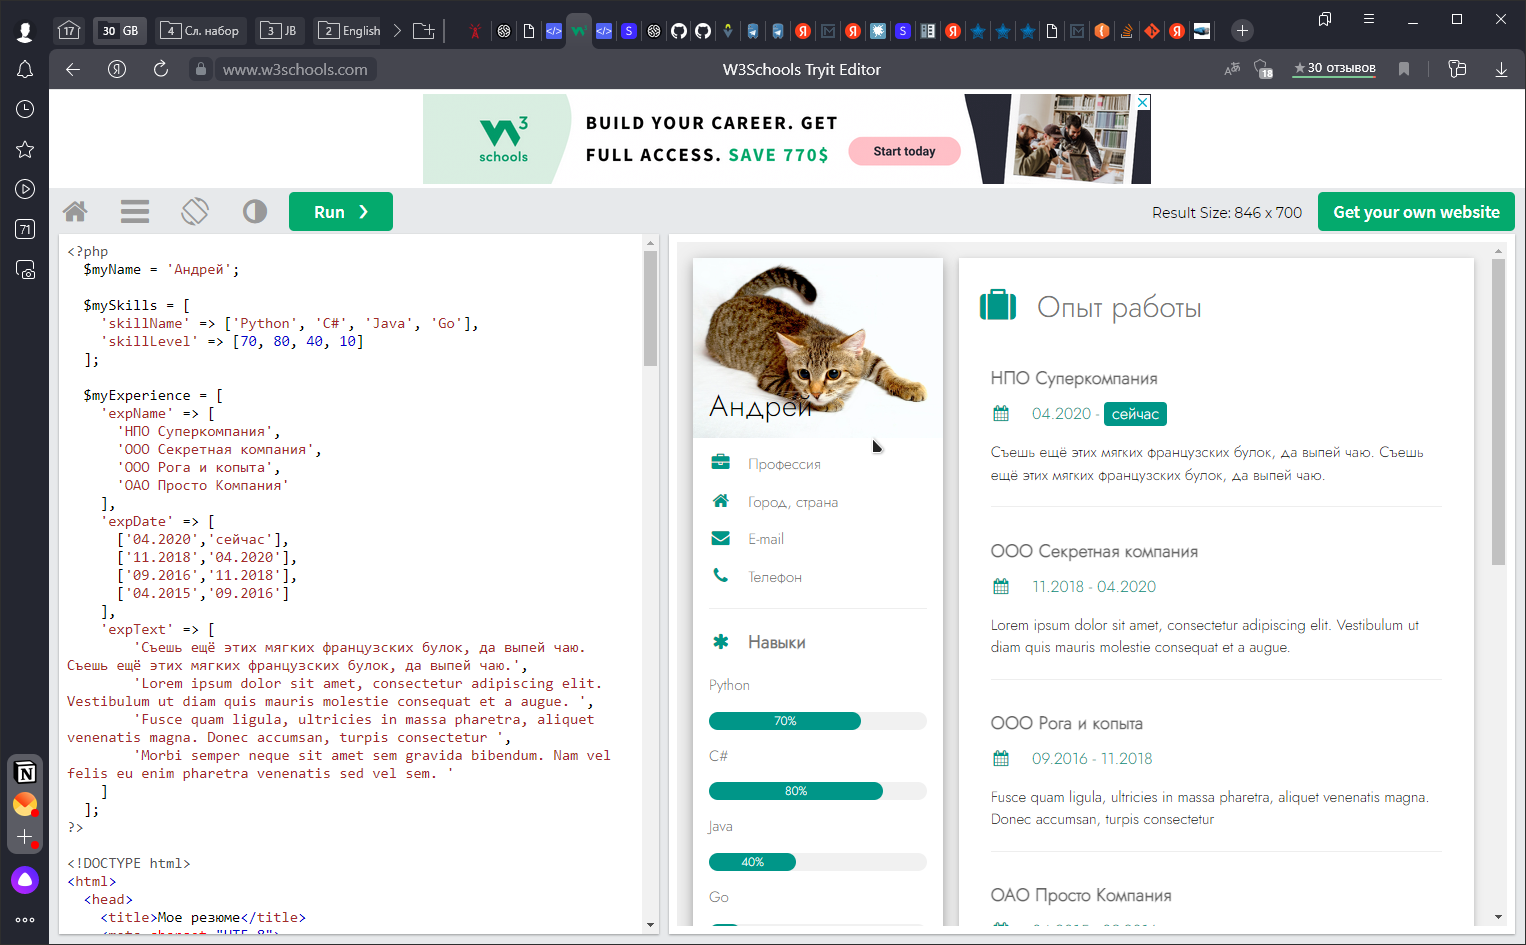 17
30 GB
4 Сл. набор
3 JB
2 English
www.w3schools.com
W3Schools Tryit Editor
18
★30 отзывов
71
3
schools
BUILD YOUR CAREER. GET
FULL ACCESS. SAVE 770$
Start today
Run ❯
Result Size: 846 x 700
Get your own website
<?php
$myName = 'Андрей';
$mySkills = [
'skillName' => ['Python', 'C#', 'Java', 'Go'],
'skillLevel' => [70, 80, 40, 10]
];
$myExperience = [
'expName' => [
'НПО Суперкомпания',
'ООО Секретная компания',
'ООО Рога и копыта',
'ОАО Просто Компания'
],
'expDate' => [
['04.2020','сейчас'],
['11.2018','04.2020'],
['09.2016','11.2018'],
['04.2015','09.2016']
],
'expText' => [
'Съешь ещё этих мягких французских булок, да выпей чаю.
Съешь ещё этих мягких французских булок, да выпей чаю.',
'Lorem ipsum dolor sit amet, consectetur adipiscing elit.
Vestibulum ut diam quis mauris molestie consequat et a augue. ',
'Fusce quam ligula, ultricies in massa pharetra, aliquet
venenatis magna. Donec accumsan, turpis consectetur ',
'Morbi semper neque sit amet sem gravida bibendum. Nam vel
felis eu enim pharetra venenatis sed vel sem. '
]
];
?>
<!DOCTYPE html>
<html>
<head>
<title>Мое резюме</title>
<meta charset="UTF-8">
Андрей
Профессия
Город, страна
E-mail
Телефон
Навыки
Python
70%
C#
80%
Java
40%
Go
Опыт работы
НПО Суперкомпания
04.2020 - сейчас
Съешь ещё этих мягких французских булок, да выпей чаю. Съешь
ещё этих мягких французских булок, да выпей чаю.
ООО Секретная компания
11.2018 - 04.2020
Lorem ipsum dolor sit amet, consectetur adipiscing elit. Vestibulum ut
diam quis mauris molestie consequat et a augue.
ООО Рога и копыта
09.2016 - 11.2018
Fusce quam ligula, ultricies in massa pharetra, aliquet venenatis magna.
Donec accumsan, turpis consectetur
ОАО Просто Компания